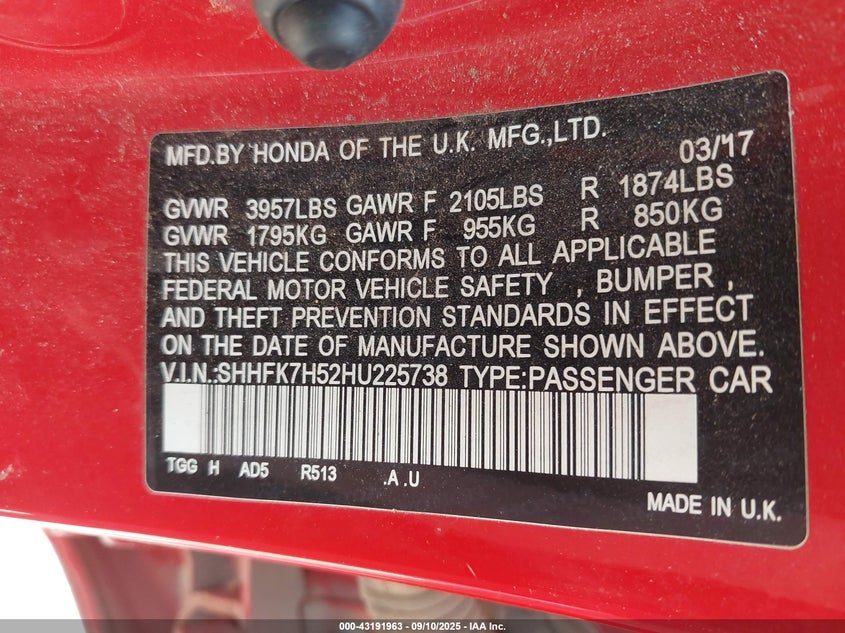 MFD.BY HONDA OF THE U.K. MFG.,LTD. 03/'17
GVWR 3957LBS GAWR F 2105LBS R 1874LBS
GVWR 1795KG GAWR F 955KG R 850KG
THIS VEHICLE CONFORMS TO ALL APPLICABLE
FEDERAL MOTOR VEHICLE SAFETY , BUMPER ,
AND THEFT PREVENTION STANDARDS IN EFFECT
ON THE DATE OF MANUFACTURE SHOWN ABOVE.
V.I.N.:SHHFK7H52HU225738 TYPE:PASSENGER CAR
TGG H AD5 R513 .A .U
MADE IN U.K.
000-43191963 - 09/10/2025 - IAA Inc.